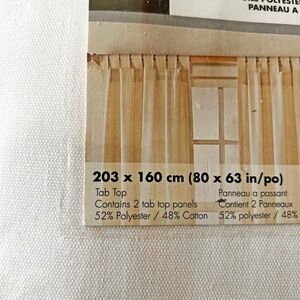 POLYESTER
PANNEAU A
203 x 160 cm (80 x 63 in/po)
Tab Top Panneau a passant
Contains 2 tab top panels Contient 2 Panneaux
52% Polyester / 48% Cotton 52% polyester / 48%